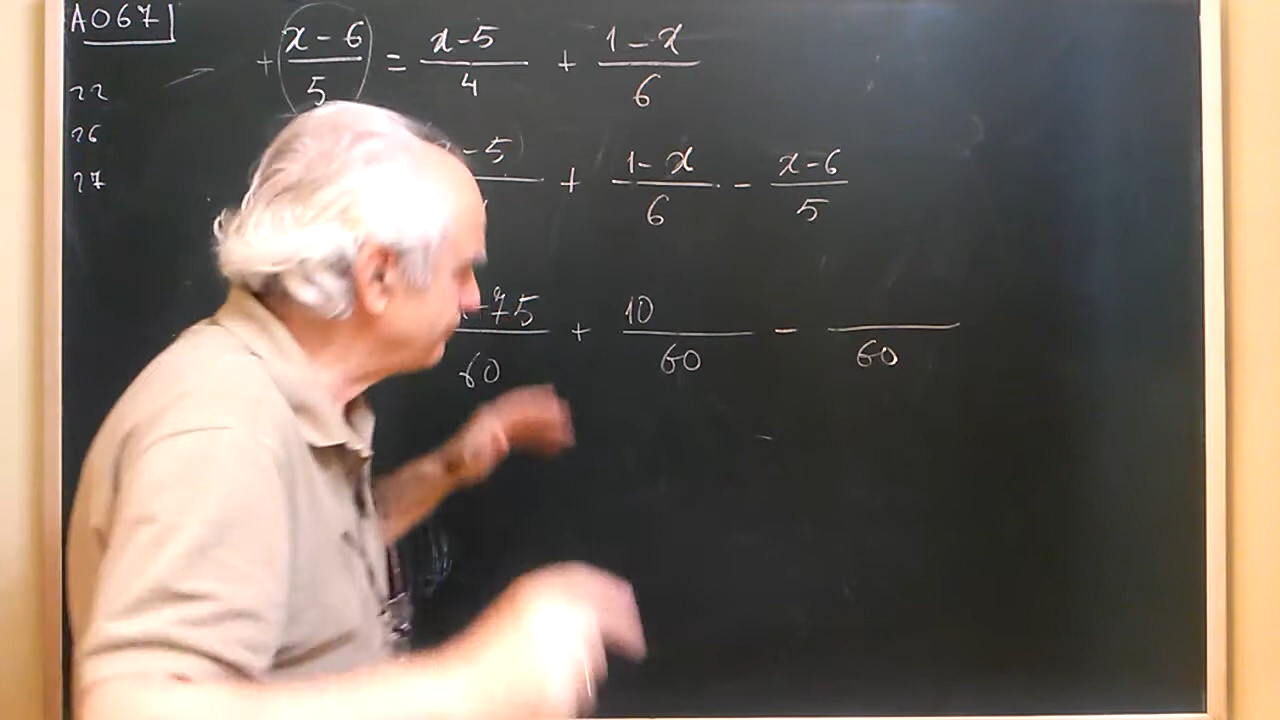 A067
+ (x-6)/5 = (x-5)/4 + (1-x)/6
22
26
27
-5 + (1-x)/6 - (x-6)/5
-75/60 + 10/60 - /60